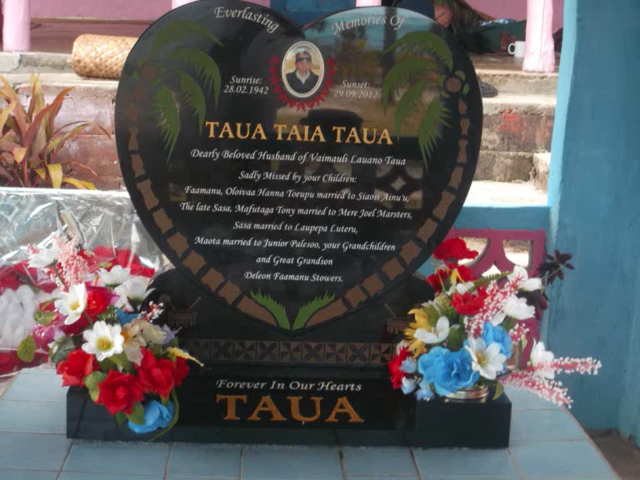 Everlasting Memories Of
Sunrise: Sunset:
28.02.1942 29.09.2012
TAUA TAIA TAUA
Dearly Beloved Husband of Vaimauli Lauano Taua
Sadly Missed by your Children:
Faamanu, Oloivaa Hanna Toeupu married to Siaosi Ainu'u,
The late Sasa, Mafutaga Tony married to Mere Joel Marsters,
Sasa married to Laupepa Luteru,
Maota married to Junior Palesoo, your Grandchildren
and Great Grandson
Deleon Faamanu Stowers.
Forever In Our Hearts
TAUA